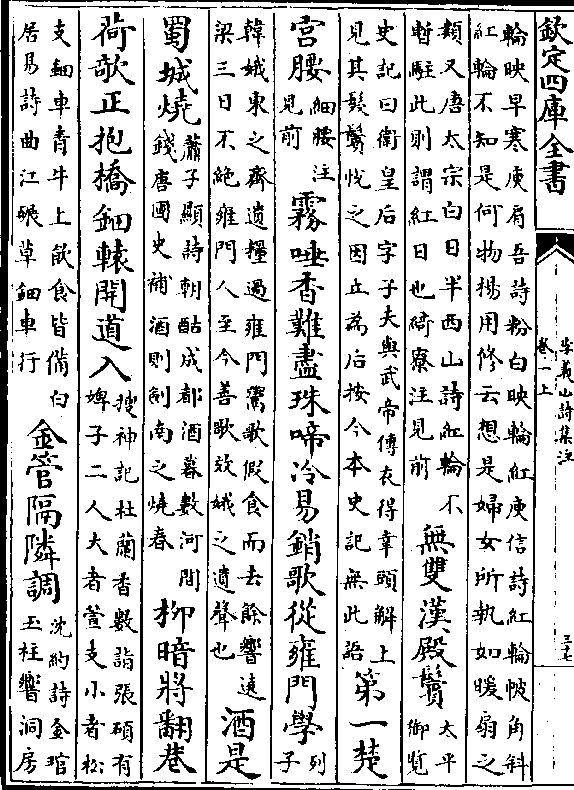 欽定四庫全書
李義山詩集注
卷一上
三七
輪映早寒庾肩吾詩粉白映輪紅庾信詩紅輪帔角斜
紅輪不知是何物楊用修云想是婦女所執如暖扇之
類又唐太宗白日半西山詩紅輪不
暫駐此則謂紅日也綺寮注見前
無雙漢殿鬢
太平
御覽
史記曰衛皇后字子夫與武帝傳衣得韋頭解上
見其髮鬢悅之因立為后按今本史記無此語
第一楚
宫腰
細腰注
見前
霧唾香難盡珠啼冷易銷歌從雍門學
列
子
韓娥東之齊遺糧過雍門鬻歌假食而去餘響遶
梁三日不絶雍門人至今善歌效娥之遺聲也
酒是
蜀城燒
蕭子顯詩朝酤成都酒暮數河間
錢唐國史補酒則劍南之燒春
柳暗將翻巷
荷欹正抱橋鈿轅開道入
搜神記杜蘭香數詣張碩有
婢子二人大者萱支小者松
支鈿車青牛上飲食皆備白
居易詩曲江碾草鈿車行
金管隔隣調
沈約詩金琯
玉柱響洞房